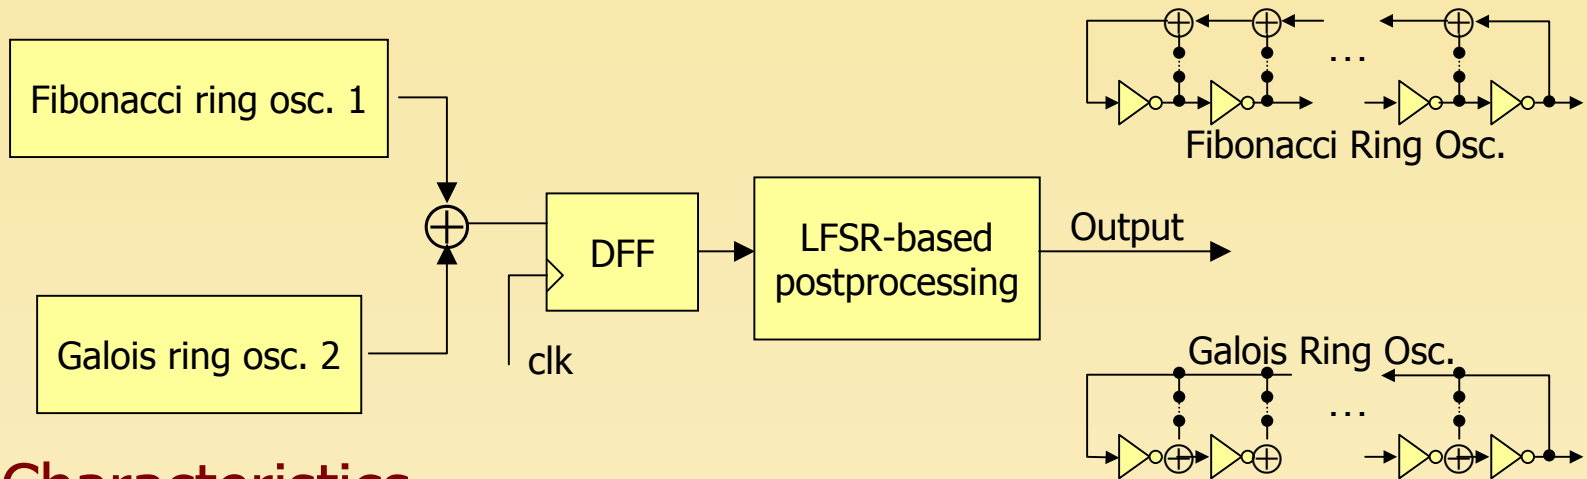 Fibonacci ring osc. 1
Galois ring osc. 2
clk
DFF
LFSR-based
postprocessing
Output
...
Fibonacci Ring Osc.
Galois Ring Osc.
...
Characteristics